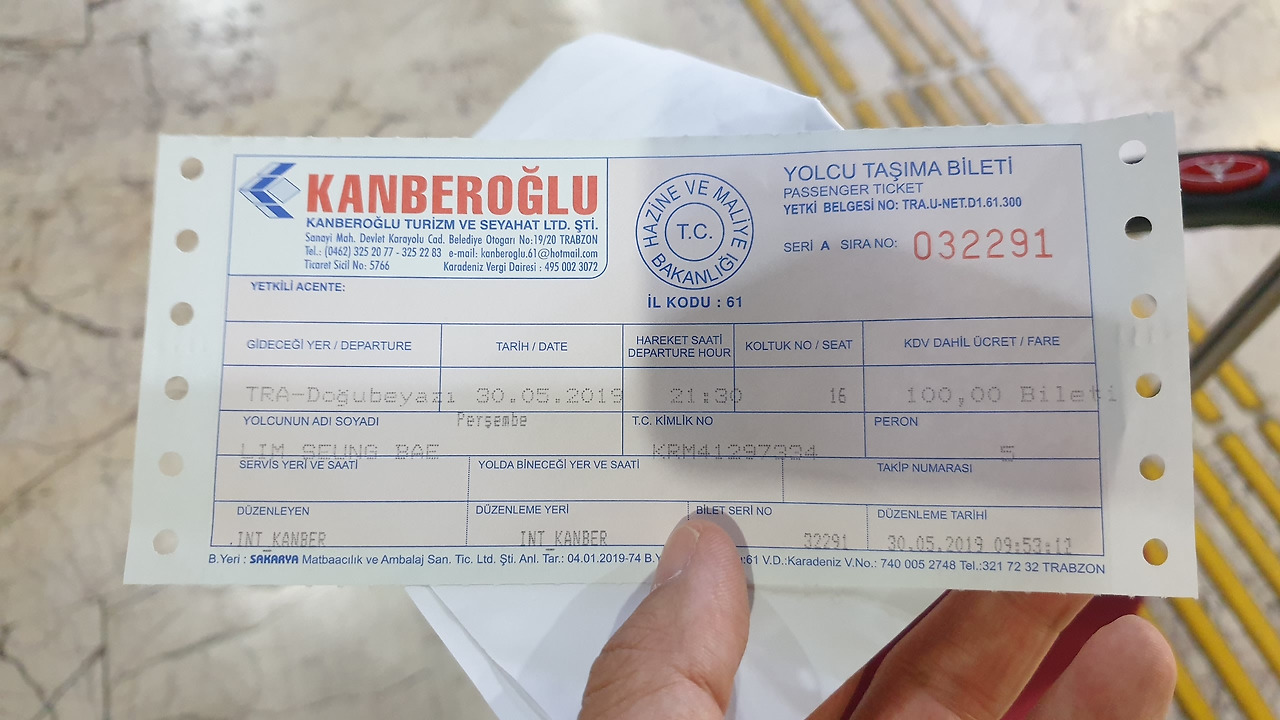 KANBEROĞLU
KANBEROĞLU TURİZM VE SEYAHAT LTD. ŞTİ.
Sanayi Mah. Devlet Karayolu Cad. Belediye Otogarı No:19/20 TRABZON
Tel.: (0462) 325 20 77 - 325 22 83 e-mail: kanberoglu.61@hotmail.com
Ticaret Sicil No: 5766 Karadeniz Vergi Dairesi : 495 002 3072
HAZİNE VE MALİYE
T.C.
BAKANLIĞI
İL KODU : 61
YOLCU TAŞIMA BİLETİ
PASSENGER TICKET
YETKİ BELGESİ NO: TRA.U-NET.D1.61.300
SERİ A SIRA NO: 032291
YETKİLİ ACENTE:
GİDECEĞİ YER / DEPARTURE TARİH / DATE HAREKET SAATİ DEPARTURE HOUR KOLTUK NO / SEAT KDV DAHİL ÜCRET / FARE
TRA-Doğubeyazı 30.05.2019 21:30 16 100,00 Bileti
YOLCUNUN ADI SOYADI Perşembe T.C. KİMLİK NO PERON
LIM SEUNG BAE KRM41297334 5
SERVİS YERİ VE SAATİ YOLDA BİNECEĞİ YER VE SAATİ TAKİP NUMARASI
DÜZENLEYEN DÜZENLEME YERİ BİLET SERİ NO DÜZENLEME TARİHİ
.INT_KANBER INT_KANBER 32291 30.05.2019 09:53:12
B.Yeri : SAKARYA Matbaacılık ve Ambalaj San. Tic. Ltd. Şti. Anl. Tar.: 04.01.2019-74 B.Y :61 V.D.:Karadeniz V.No.: 740 005 2748 Tel.:321 72 32 TRABZON